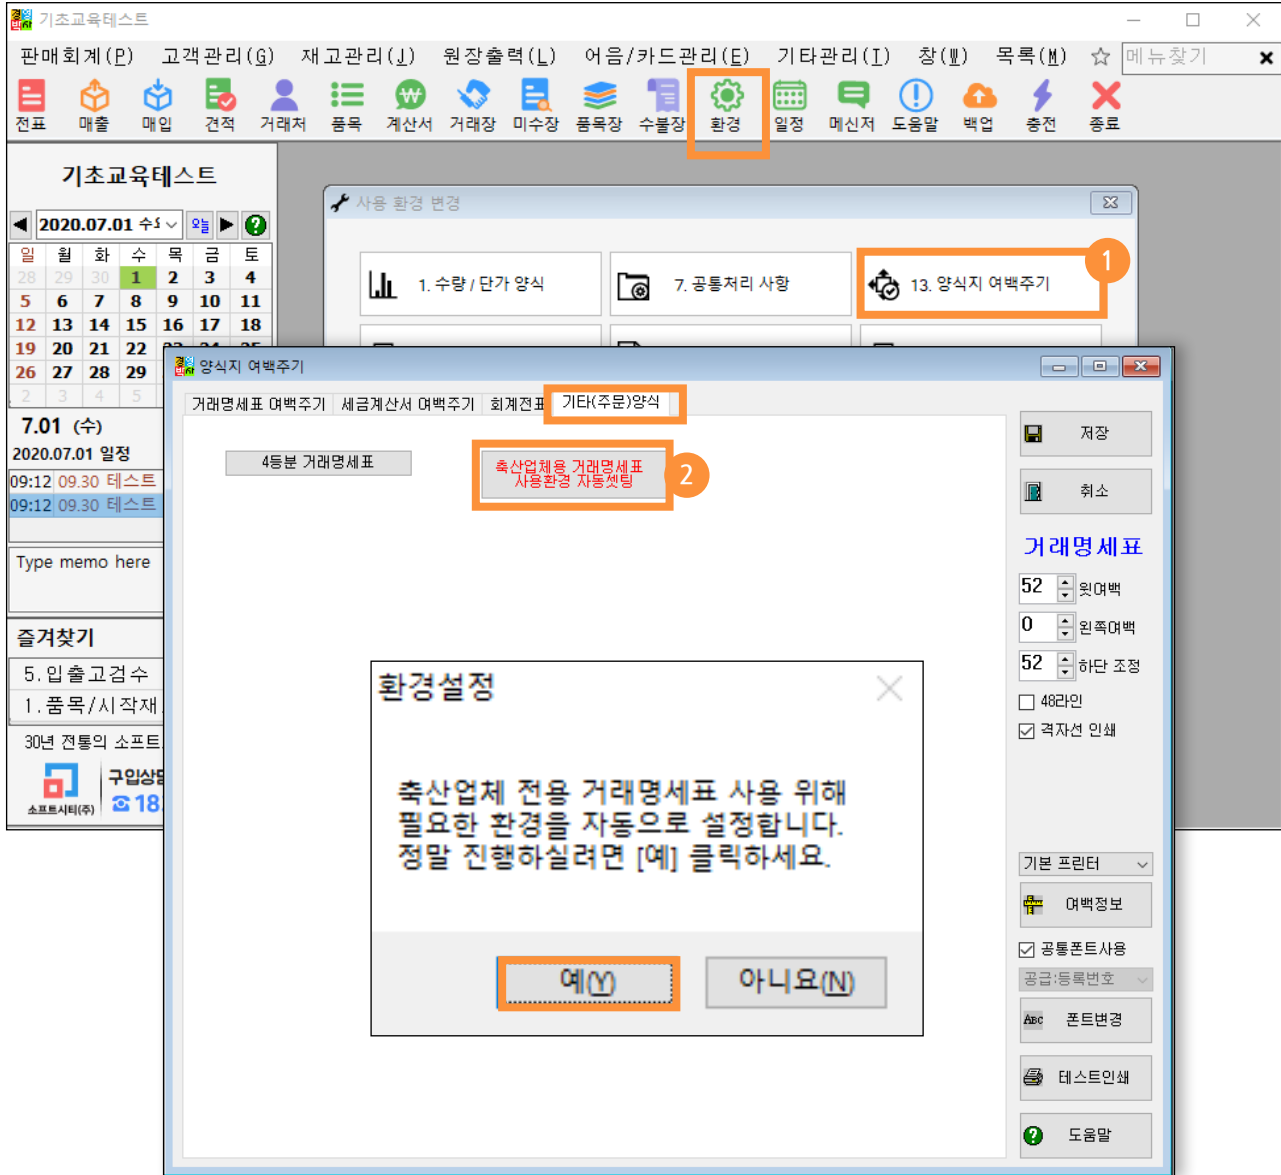 기초교육테스트
판매회계(P) 고객관리(G) 재고관리(J) 원장출력(L) 어음/카드관리(E) 기타관리(I) 창(W) 목록(M) 메뉴찾기
전표 매출 매입 견적 거래처 품목 계산서 거래장 미수장 품목장 수불장 환경 일정 메신저 도움말 백업 충전 종료
기초교육테스트
2020.07.01 수 오늘
일 월 화 수 목 금 토
28 29 30 1 2 3 4
5 6 7 8 9 10 11
12 13 14 15 16 17 18
19 20 21 22
26 27 28 29
2 3 4 5
7.01 (수)
2020.07.01 일정
09:12 09.30 테스트
09:12 09.30 테스트
Type memo here
즐겨찾기
5.입출고검수
1.품목/시작재
30년 전통의 소프트
소프트시티(주)
구입상담
18
사용 환경 변경
1. 수량 / 단가 양식
7. 공통처리 사항
13. 양식지 여백주기
1
양식지 여백주기
거래명세표 여백주기 세금계산서 여백주기 회계전표 기타(주문)양식
4등분 거래명세표
축산업체용 거래명세표
사용환경 자동셋팅
2
환경설정
축산업체 전용 거래명세표 사용 위해
필요한 환경을 자동으로 설정합니다.
정말 진행하실려면 [예] 클릭하세요.
예(Y) 아니요(N)
저장
취소
거래명세표
52 윗여백
0 왼쪽여백
52 하단 조정
48라인
격자선 인쇄
기본 프린터
여백정보
공통폰트사용
공급:등록번호
ABC 폰트변경
테스트인쇄
도움말